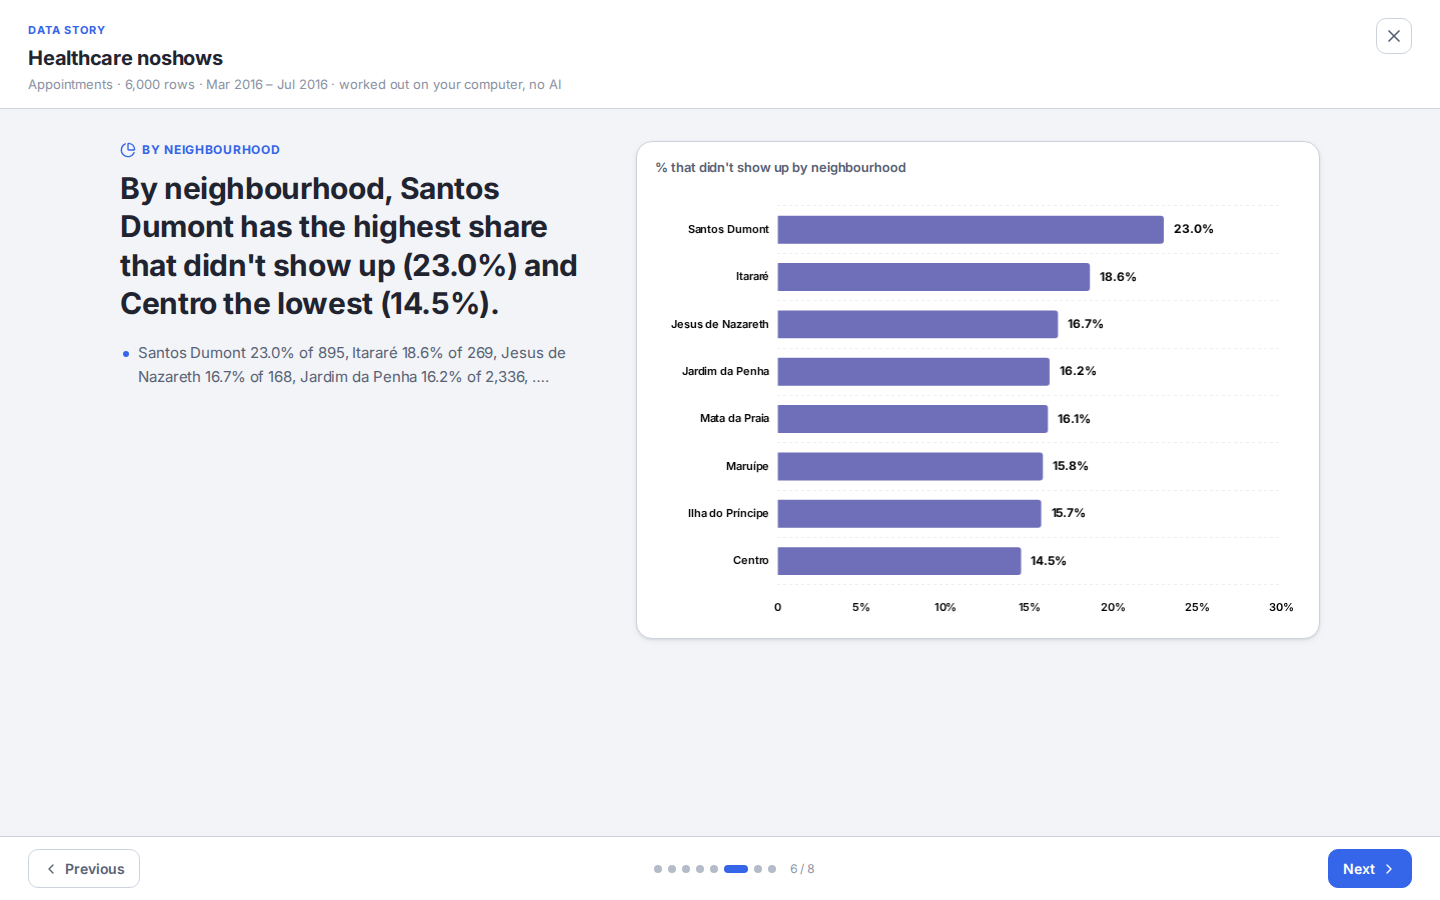 DATA STORY
Healthcare noshows
Appointments · 6,000 rows · Mar 2016 – Jul 2016 · worked out on your computer, no AI
BY NEIGHBOURHOOD
By neighbourhood, Santos
Dumont has the highest share
that didn't show up (23.0%) and
Centro the lowest (14.5%).
Santos Dumont 23.0% of 895, Itararé 18.6% of 269, Jesus de
Nazareth 16.7% of 168, Jardim da Penha 16.2% of 2,336, ....
% that didn't show up by neighbourhood
Santos Dumont 23.0%
Itararé 18.6%
Jesus de Nazareth 16.7%
Jardim da Penha 16.2%
Mata da Praia 16.1%
Maruípe 15.8%
Ilha do Príncipe 15.7%
Centro 14.5%
0 5% 10% 15% 20% 25% 30%
Previous
6 / 8
Next